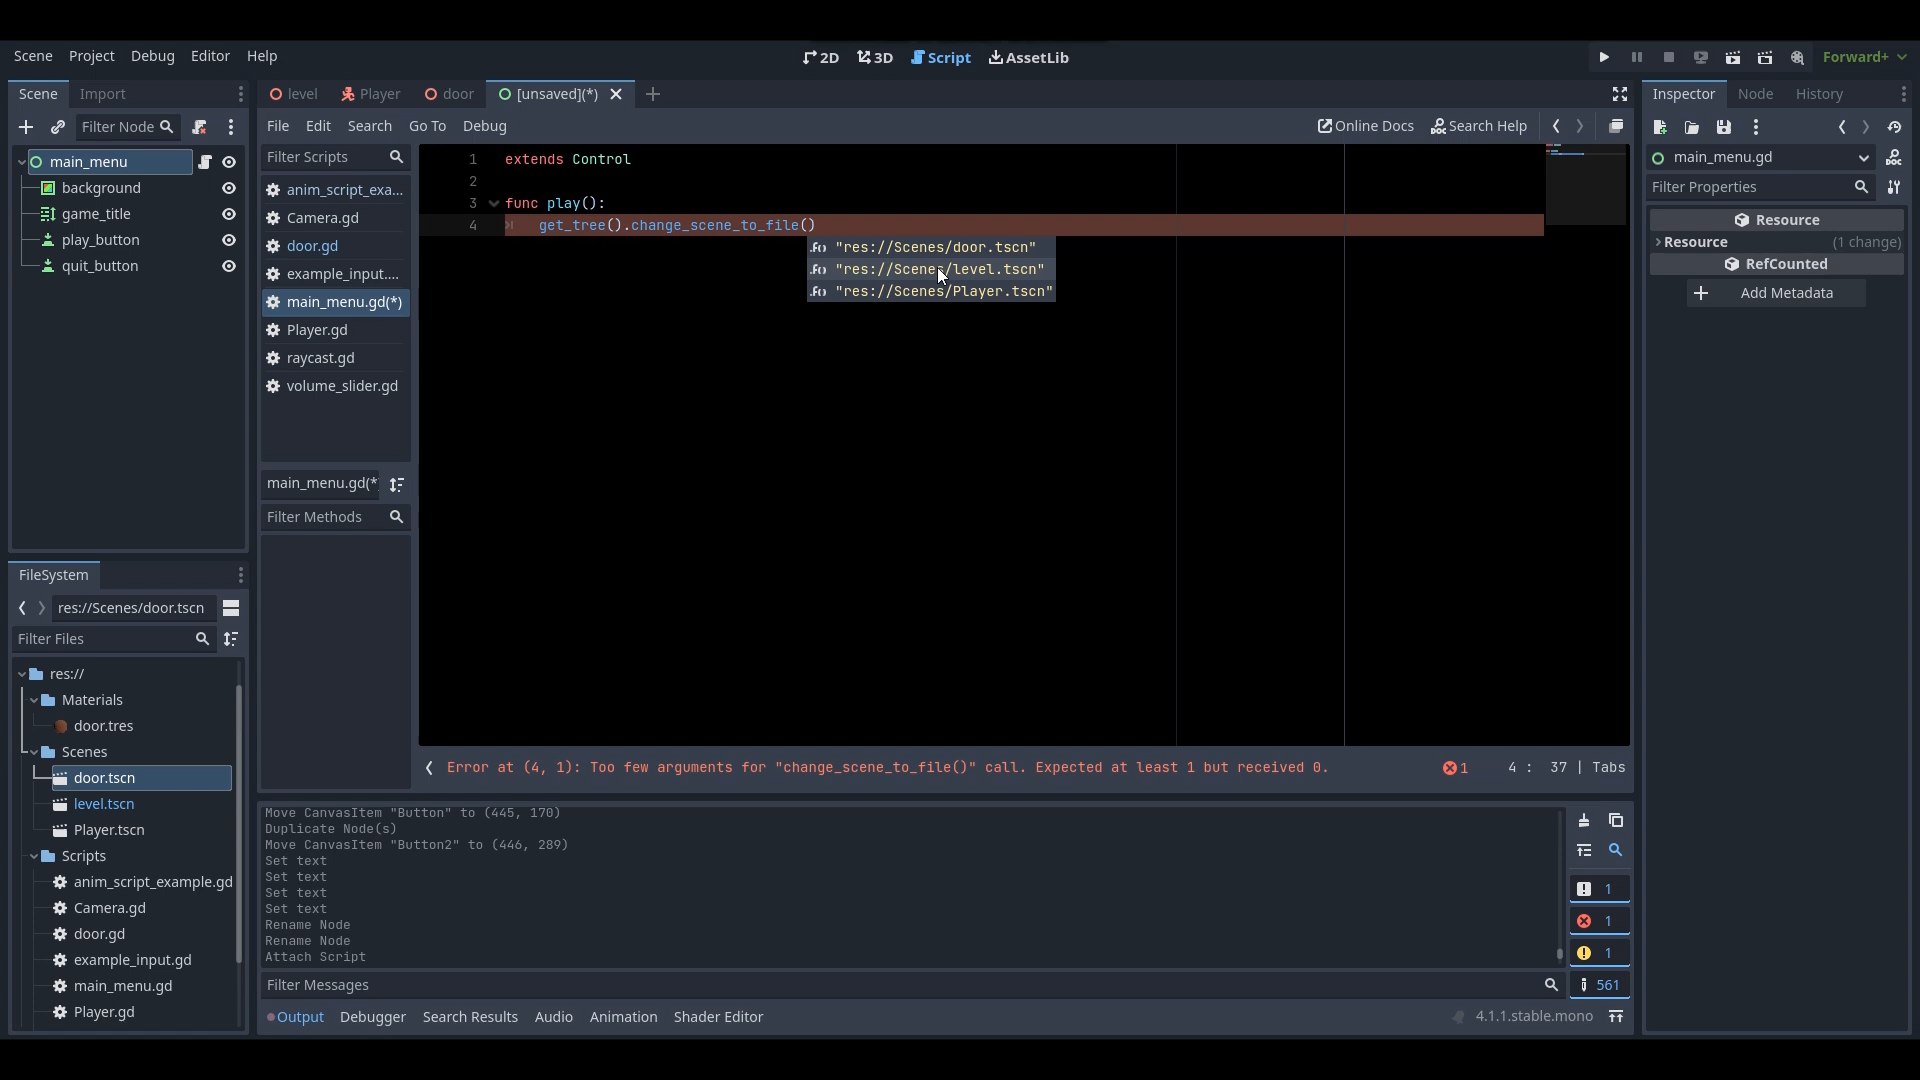 Scene Project Debug Editor Help 2D 3D Script AssetLib Forward+
Scene Import
Filter Node
main_menu
background
game_title
play_button
quit_button
FileSystem
res://Scenes/door.tscn
Filter Files
res://
Materials
door.tres
Scenes
door.tscn
level.tscn
Player.tscn
Scripts
anim_script_example.gd
Camera.gd
door.gd
example_input.gd
main_menu.gd
Player.gd
level Player door [unsaved](*)
File Edit Search Go To Debug Online Docs Search Help
Filter Scripts
anim_script_exa...
Camera.gd
door.gd
example_input....
main_menu.gd(*)
Player.gd
raycast.gd
volume_slider.gd
main_menu.gd(*
Filter Methods
1 extends Control
2
3 func play():
4 get_tree().change_scene_to_file()
"res://Scenes/door.tscn"
"res://Scenes/level.tscn"
"res://Scenes/Player.tscn"
Error at (4, 1): Too few arguments for "change_scene_to_file()" call. Expected at least 1 but received 0. 1 4 : 37 | Tabs
Move CanvasItem "Button" to (445, 170)
Duplicate Node(s)
Move CanvasItem "Button2" to (446, 289)
Set text
Set text
Set text
Set text
Rename Node
Rename Node
Attach Script
1
1
1
561
Filter Messages
Output Debugger Search Results Audio Animation Shader Editor 4.1.1.stable.mono
Inspector Node History
main_menu.gd
Filter Properties
Resource
Resource (1 change)
RefCounted
Add Metadata